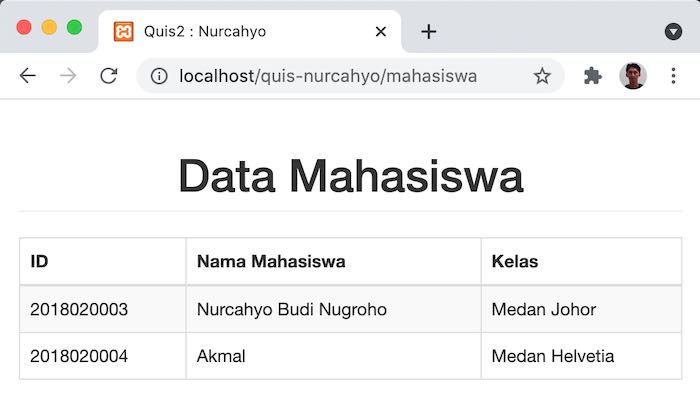 Quis2 : Nurcahyo
localhost/quis-nurcahyo/mahasiswa
Data Mahasiswa
ID Nama Mahasiswa Kelas
2018020003 Nurcahyo Budi Nugroho Medan Johor
2018020004 Akmal Medan Helvetia